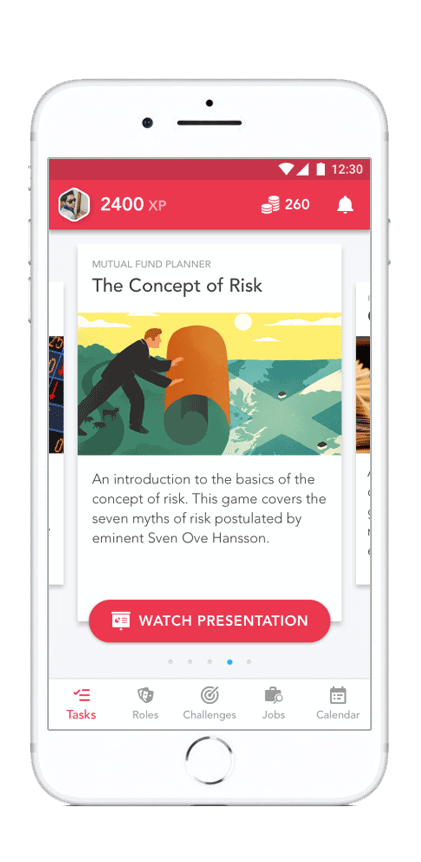 12:30
2400 XP
260
MUTUAL FUND PLANNER
The Concept of Risk
An introduction to the basics of the
concept of risk. This game covers the
seven myths of risk postulated by
eminent Sven Ove Hansson.
WATCH PRESENTATION
Tasks Roles Challenges Jobs Calendar